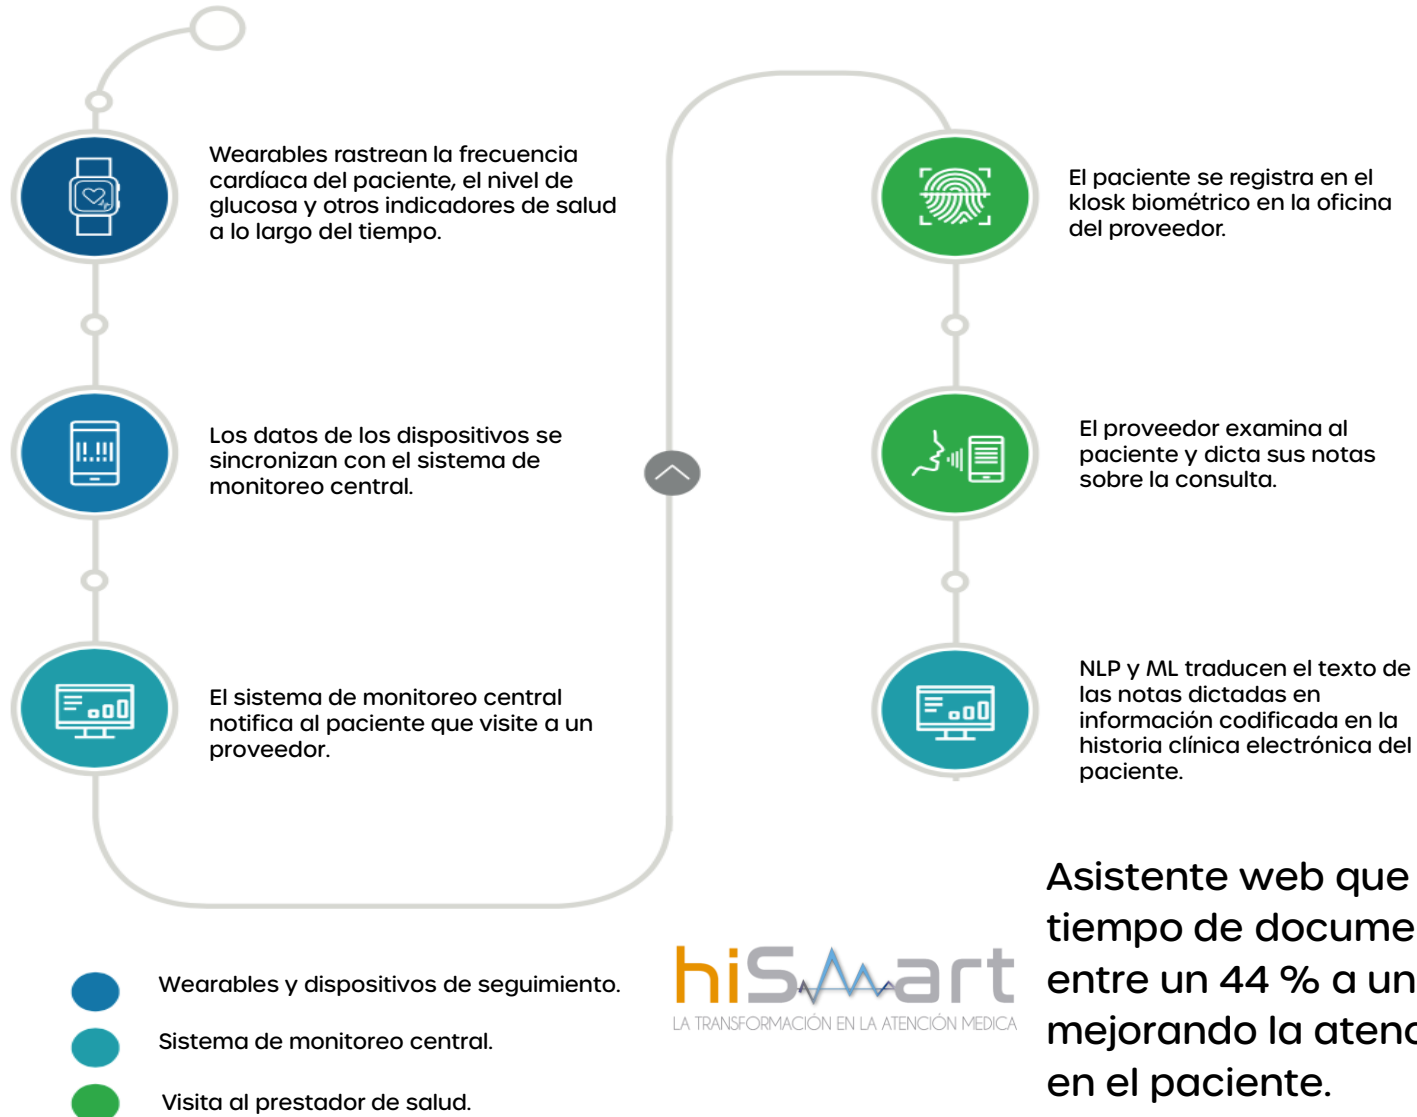 Wearables rastrean la frecuencia
cardíaca del paciente, el nivel de
glucosa y otros indicadores de salud
a lo largo del tiempo.
Los datos de los dispositivos se
sincronizan con el sistema de
monitoreo central.
El sistema de monitoreo central
notifica al paciente que visite a un
proveedor.
El paciente se registra en el
klosk biométrico en la oficina
del proveedor.
El proveedor examina al
paciente y dicta sus notas
sobre la consulta.
NLP y ML traducen el texto de
las notas dictadas en
información codificada en la
historia clínica electrónica del
paciente.
Wearables y dispositivos de seguimiento.
Sistema de monitoreo central.
Visita al prestador de salud.
hiSmart
LA TRANSFORMACIÓN EN LA ATENCIÓN MEDICA
Asistente web que
tiempo de
entre un 44 % a un
mejorando la
en el paciente.